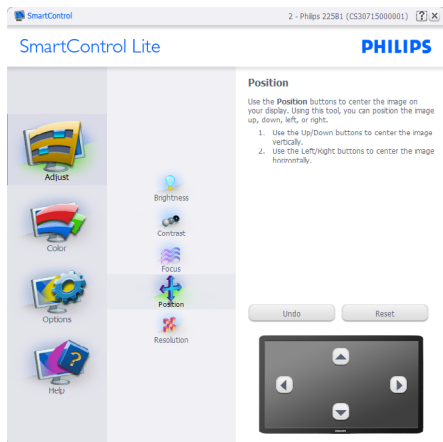 SmartControl
2 - Philips 225B1 (CS30715000001)
SmartControl Lite
PHILIPS
Position
Use the Position buttons to center the image on
your display. Using this tool, you can position the image
up, down, left, or right.
1. Use the Up/Down buttons to center the image
vertically.
2. Use the Left/Right buttons to center the image
horizontally.
Adjust
Color
Options
Help
Brightness
Contrast
Focus
Position
Resolution
Undo
Reset